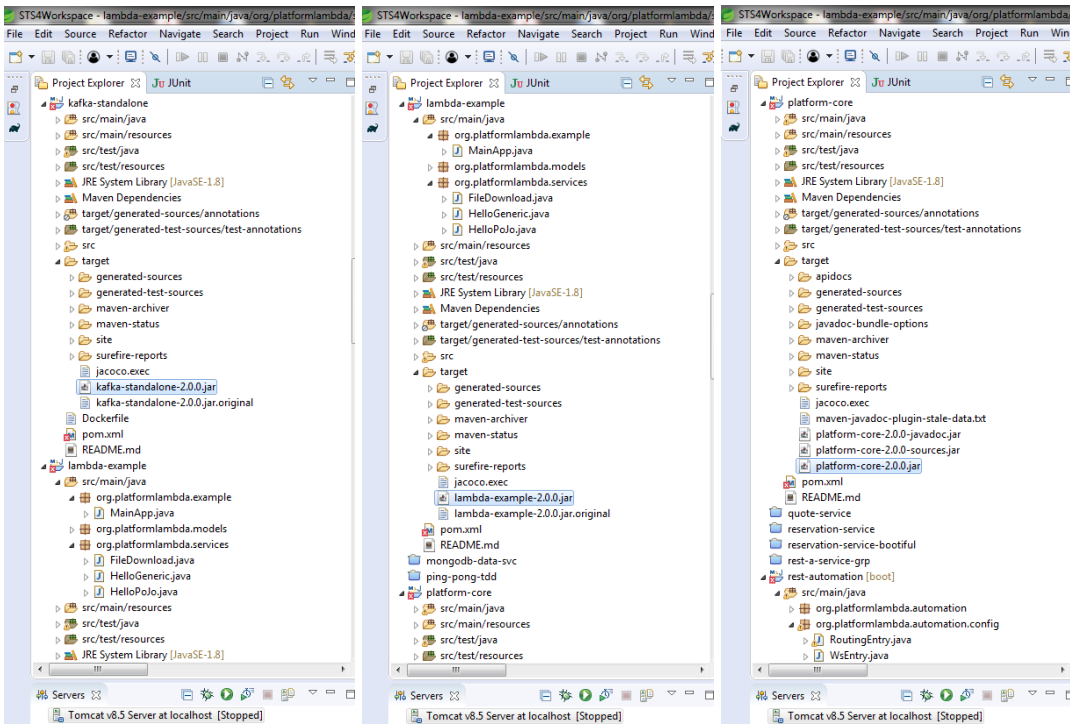 STS4Workspace - lambda-example/src/main/java/org/platformlambda/s
File Edit Source Refactor Navigate Search Project Run Wind
Project Explorer JUnit
kafka-standalone
src/main/java
src/main/resources
src/test/java
src/test/resources
JRE System Library [JavaSE-1.8]
Maven Dependencies
target/generated-sources/annotations
target/generated-test-sources/test-annotations
src
target
generated-sources
generated-test-sources
maven-archiver
maven-status
site
surefire-reports
jacoco.exec
kafka-standalone-2.0.0.jar
kafka-standalone-2.0.0.jar.original
Dockerfile
pom.xml
README.md
lambda-example
src/main/java
org.platformlambda.example
MainApp.java
org.platformlambda.models
org.platformlambda.services
FileDownload.java
HelloGeneric.java
HelloPoJo.java
src/main/resources
src/test/java
src/test/resources
JRE System Library [JavaSE-1.8]
Servers
Tomcat v8.5 Server at localhost [Stopped]
STS4Workspace - lambda-example/src/main/java/org/platformlambda/s
File Edit Source Refactor Navigate Search Project Run Wind
Project Explorer JUnit
lambda-example
src/main/java
org.platformlambda.example
MainApp.java
org.platformlambda.models
org.platformlambda.services
FileDownload.java
HelloGeneric.java
HelloPoJo.java
src/main/resources
src/test/java
src/test/resources
JRE System Library [JavaSE-1.8]
Maven Dependencies
target/generated-sources/annotations
target/generated-test-sources/test-annotations
src
target
generated-sources
generated-test-sources
maven-archiver
maven-status
site
surefire-reports
jacoco.exec
lambda-example-2.0.0.jar
lambda-example-2.0.0.jar.original
pom.xml
README.md
mongodb-data-svc
ping-pong-tdd
platform-core
src/main/java
src/main/resources
src/test/java
src/test/resources
Servers
Tomcat v8.5 Server at localhost [Stopped]
STS4Workspace - lambda-example/src/main/java/org/platformlambda/
File Edit Source Refactor Navigate Search Project Run Win
Project Explorer JUnit
platform-core
src/main/java
src/main/resources
src/test/java
src/test/resources
JRE System Library [JavaSE-1.8]
Maven Dependencies
target/generated-sources/annotations
target/generated-test-sources/test-annotations
src
target
apidocs
generated-sources
generated-test-sources
javadoc-bundle-options
maven-archiver
maven-status
site
surefire-reports
jacoco.exec
maven-javadoc-plugin-stale-data.txt
platform-core-2.0.0-javadoc.jar
platform-core-2.0.0-sources.jar
platform-core-2.0.0.jar
pom.xml
README.md
quote-service
reservation-service
reservation-service-bootiful
rest-a-service-grp
rest-automation [boot]
src/main/java
org.platformlambda.automation
org.platformlambda.automation.config
RoutingEntry.java
WsEntry.java
Servers
Tomcat v8.5 Server at localhost [Stopped]